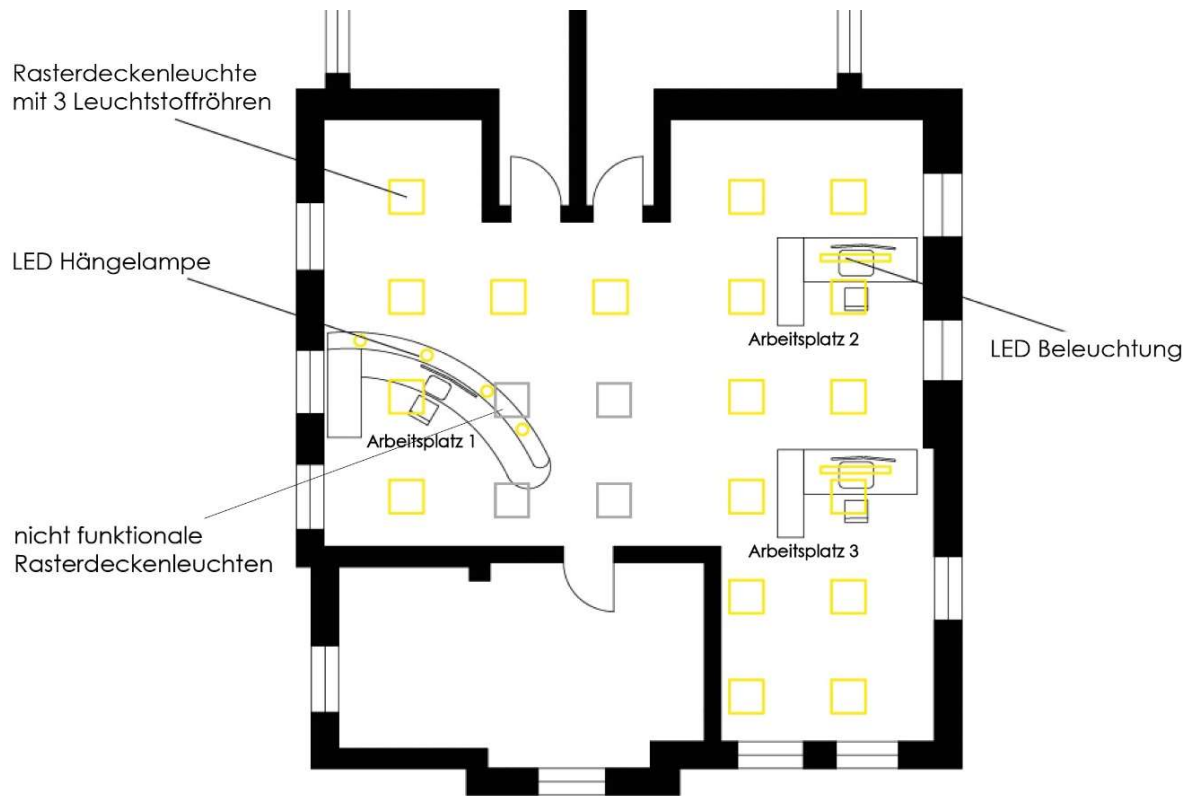 Rasterdeckenleuchte
mit 3 Leuchtstoffröhren
LED Hängelampe
Arbeitsplatz 2
LED Beleuchtung
Arbeitsplatz 1
nicht funktionale
Rasterdeckenleuchten
Arbeitsplatz 3